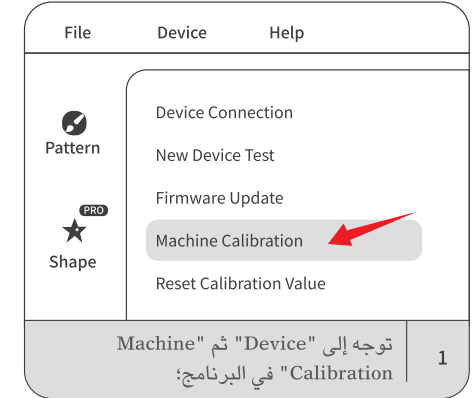 File Device Help
Pattern
PRO
Shape
Device Connection
New Device Test
Firmware Update
Machine Calibration
Reset Calibration Value
1
توجه إلى "Device" ثم "Machine
Calibration" في البرنامج؛